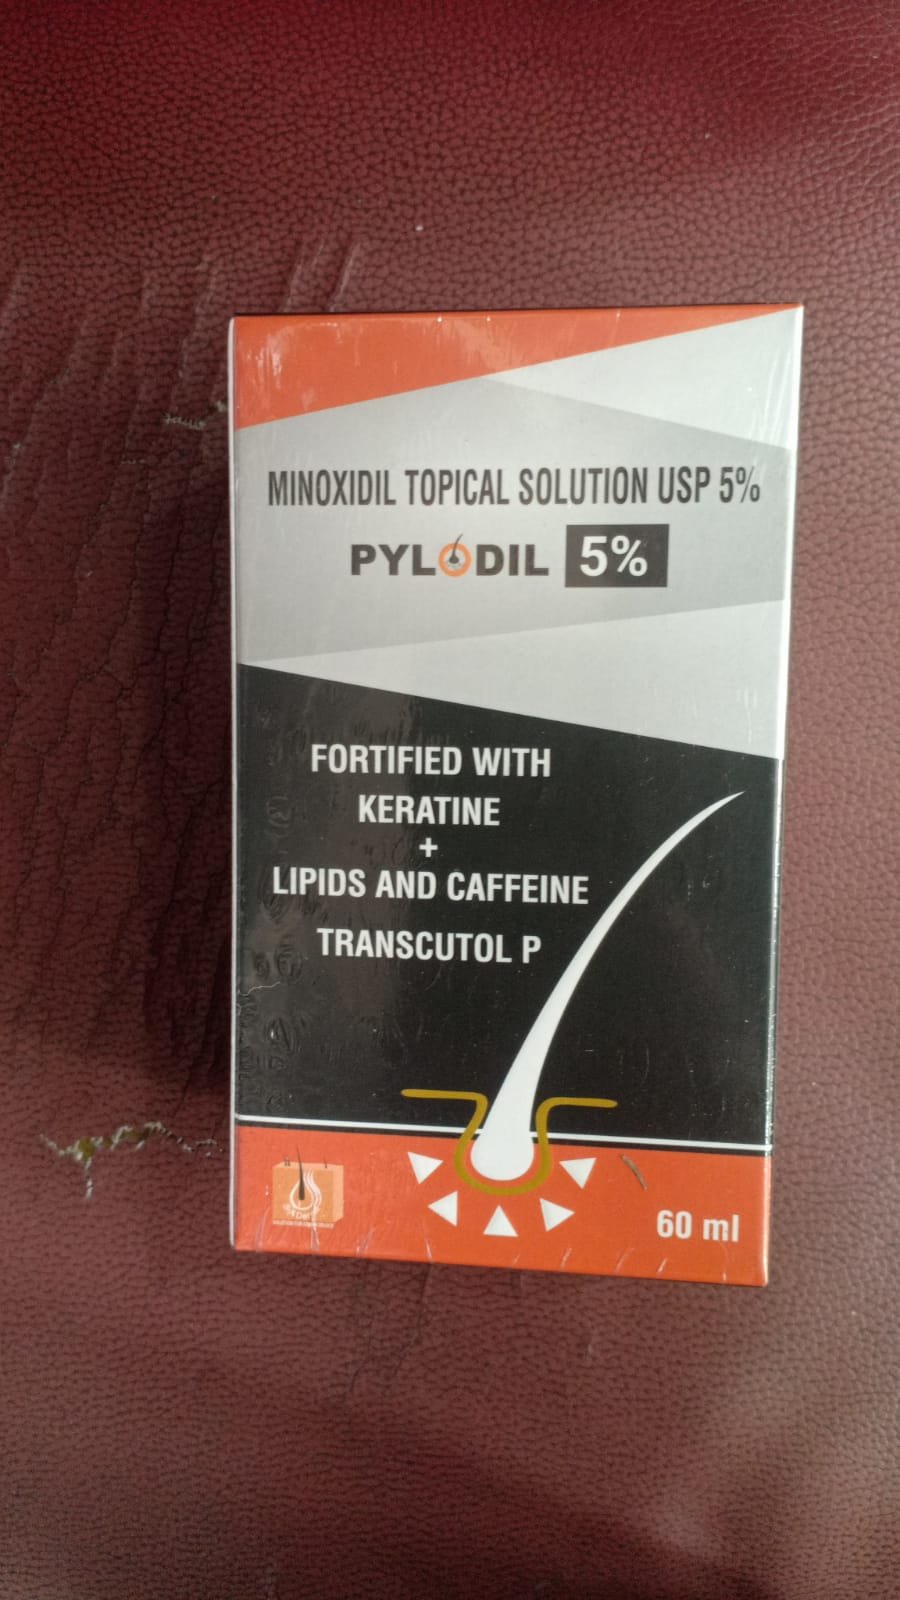 MINOXIDIL TOPICAL SOLUTION USP 5%
PYLODIL 5%
FORTIFIED WITH
KERATINE
+
LIPIDS AND CAFFEINE
TRANSCUTOL P
60 ml